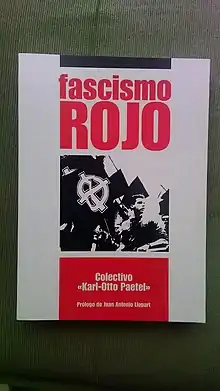 fascismo
ROJO
Colectivo
«Karl-Otto Paetel»
Prólogo de Juan Antonio Llopart